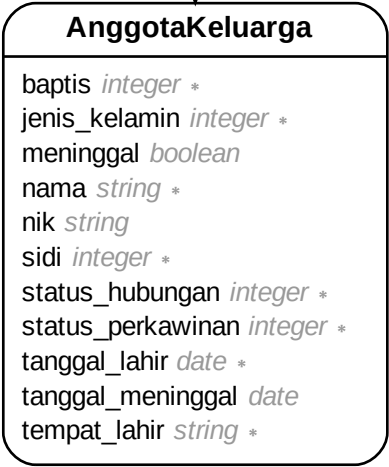 AnggotaKeluarga
baptis integer *
jenis_kelamin integer *
meninggal boolean
nama string *
nik string
sidi integer *
status_hubungan integer *
status_perkawinan integer *
tanggal_lahir date *
tanggal_meninggal date
tempat_lahir string *